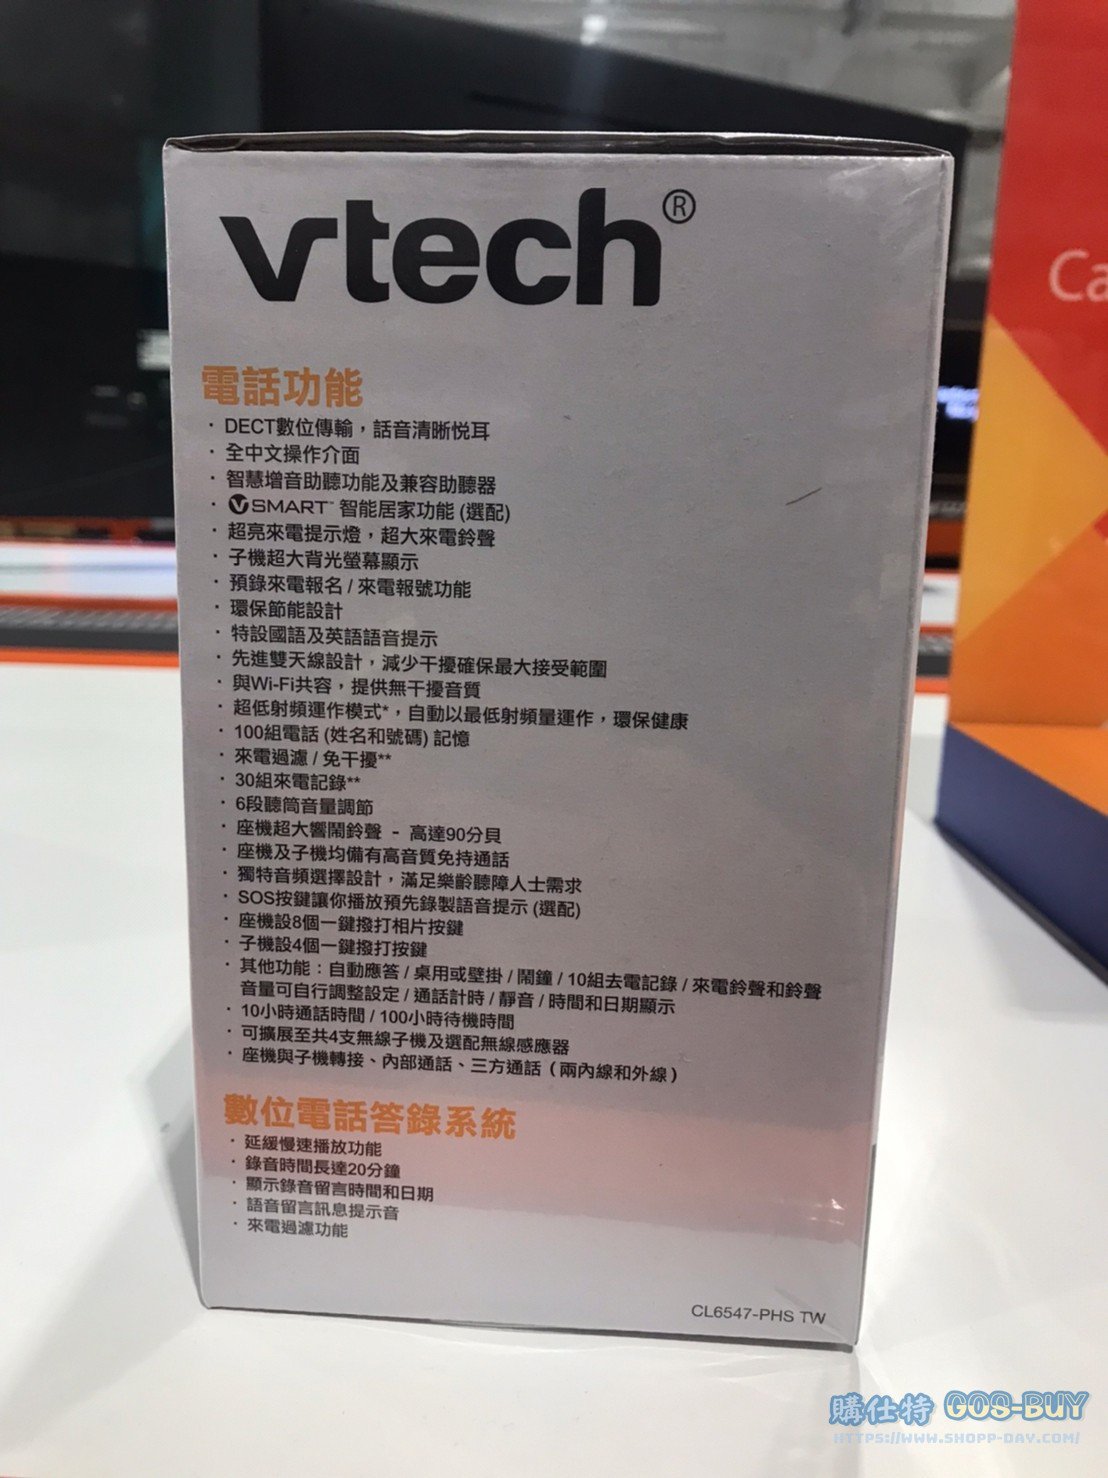 vtech®
Ca
電話功能
· DECT數位傳輸，話音清晰悦耳
· 全中文操作介面
· 智慧增音助聽功能及兼容助聽器
· VSMART™ 智能居家功能 (選配)
· 超亮來電提示燈，超大來電鈴聲
· 子機超大背光螢幕顯示
· 預錄來電報名 / 來電報號功能
· 環保節能設計
· 特設國語及英語語音提示
· 先進雙天線設計，減少干擾確保最大接受範圍
· 與Wi-Fi共容，提供無干擾音質
· 超低射頻運作模式*，自動以最低射頻量運作，環保健康
· 100組電話 (姓名和號碼) 記憶
· 來電過濾 / 免干擾**
· 30組來電記錄**
· 6段聽筒音量調節
· 座機超大響鬧鈴聲 - 高達90分貝
· 座機及子機均備有高音質免持通話
· 獨特音頻選擇設計，滿足樂齡聽障人士需求
· SOS按鍵讓你播放預先錄製語音提示 (選配)
· 座機設8個一鍵撥打相片按鍵
· 子機設4個一鍵撥打按鍵
· 其他功能：自動應答 / 桌用或壁掛 / 鬧鐘 / 10組去電記錄 / 來電鈴聲和鈴聲
音量可自行調整設定 / 通話計時 / 靜音 / 時間和日期顯示
· 10小時通話時間 / 100小時待機時間
· 可擴展至共4支無線子機及選配無線感應器
· 座機與子機轉接、內部通話、三方通話（兩內線和外線）
數位電話答錄系統
· 延緩慢速播放功能
· 錄音時間長達20分鐘
· 顯示錄音留言時間和日期
· 語音留言訊息提示音
· 來電過濾功能
CL6547-PHS TW
購仕特 GOS-BUY
HTTPS://WWW.SHOPP-DAY.COM/